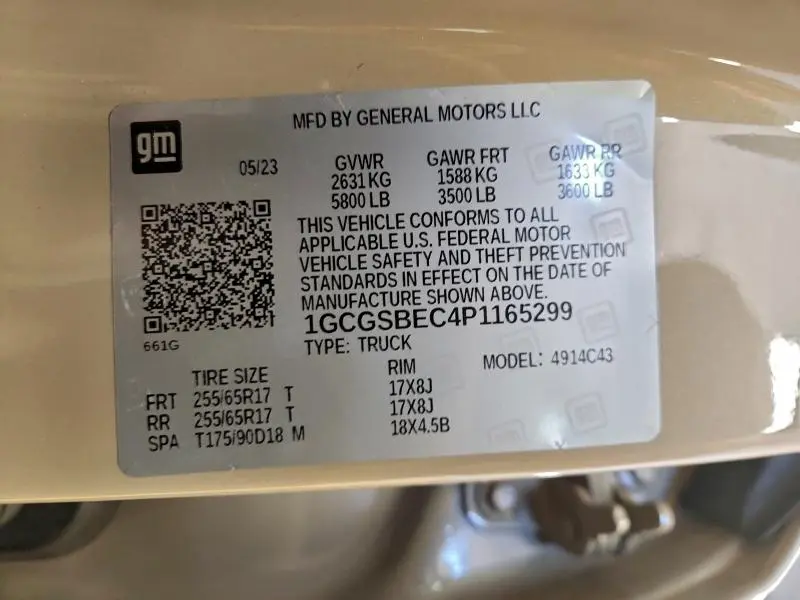 MFD BY GENERAL MOTORS LLC
gm
05/23
GVWR GAWR FRT GAWR RR
2631 KG 1588 KG 1633 KG
5800 LB 3500 LB 3600 LB
THIS VEHICLE CONFORMS TO ALL
APPLICABLE U.S. FEDERAL MOTOR
VEHICLE SAFETY AND THEFT PREVENTION
STANDARDS IN EFFECT ON THE DATE OF
MANUFACTURE SHOWN ABOVE.
1GCGSBEC4P1165299
661G
TYPE: TRUCK MODEL: 4914C43
TIRE SIZE RIM
FRT 255/65R17 T 17X8J
RR 255/65R17 T 17X8J
SPA T175/90D18 M 18X4.5B